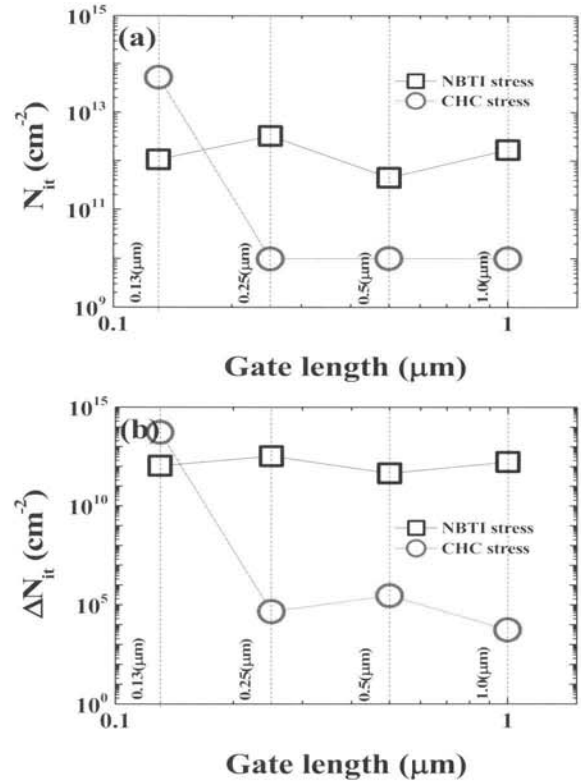 (a)
10^15
10^13
10^11
10^9
N_it (cm^-2)
NBTI stress
CHC stress
0.13(μm)
0.25(μm)
0.5(μm)
1.0(μm)
0.1
1
Gate length (μm)
(b)
10^15
10^10
10^5
10^0
ΔN_it (cm^-2)
NBTI stress
CHC stress
0.13(μm)
0.25(μm)
0.5(μm)
1.0(μm)
0.1
1
Gate length (μm)